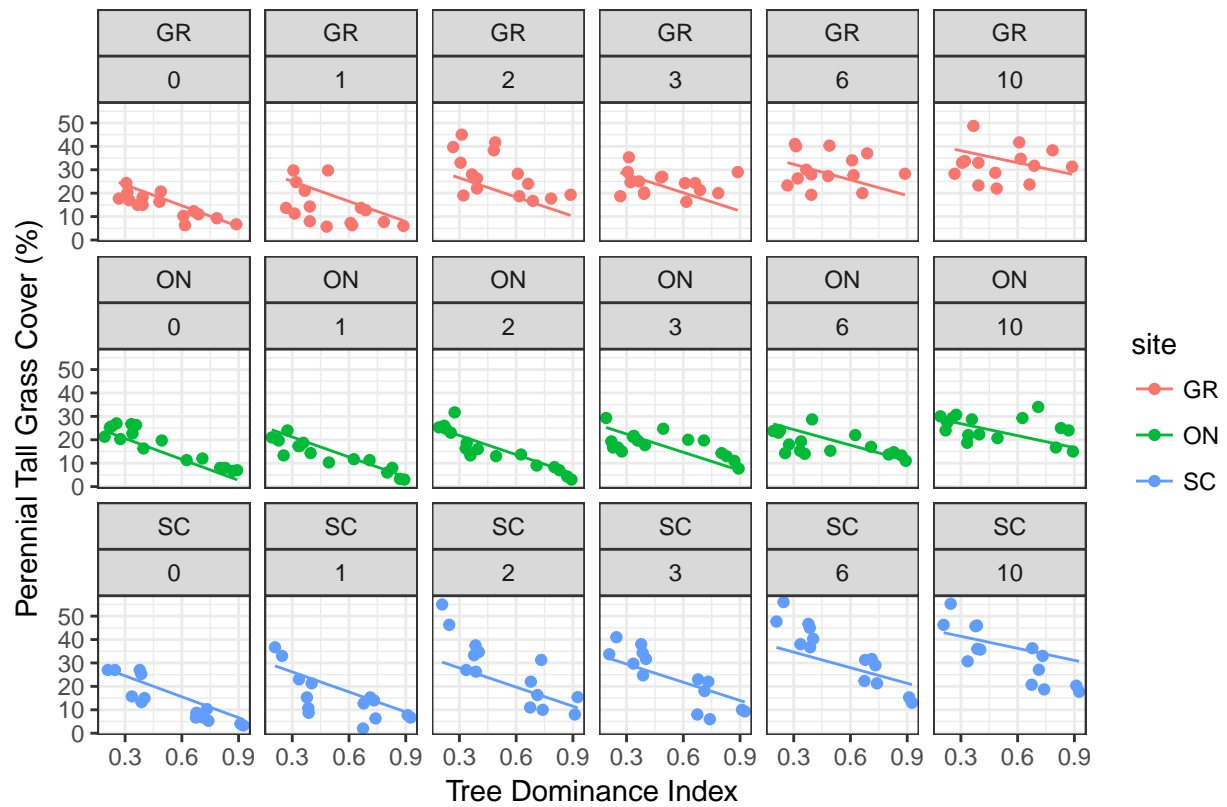 GR GR GR GR GR GR
0 1 2 3 6 10
50
40
30
20
10
0
ON ON ON ON ON ON
0 1 2 3 6 10
50
40
30
20
10
0
SC SC SC SC SC SC
0 1 2 3 6 10
50
40
30
20
10
0
0.3 0.6 0.9 0.3 0.6 0.9 0.3 0.6 0.9 0.3 0.6 0.9 0.3 0.6 0.9 0.3 0.6 0.9
Tree Dominance Index
Perennial Tall Grass Cover (%)
site
GR
ON
SC